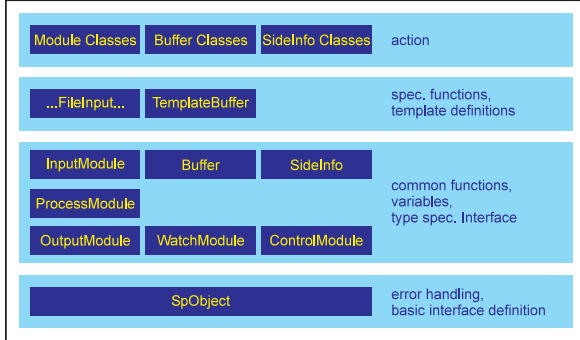 Module Classes
Buffer Classes
SideInfo Classes
action
...FileInput...
TemplateBuffer
spec. functions,
template definitions
InputModule
Buffer
SideInfo
ProcessModule
OutputModule
WatchModule
ControlModule
common functions,
variables,
type spec. Interface
SpObject
error handling,
basic interface definition